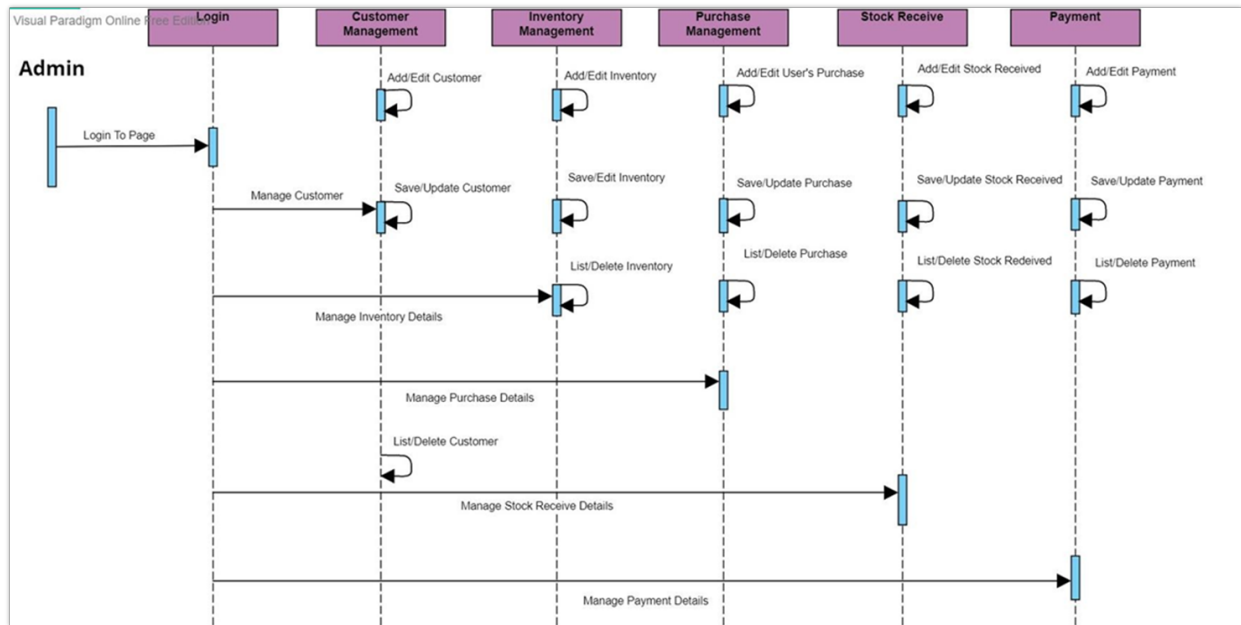 Visual Paradigm Online Free Edition
Login
Customer
Management
Inventory
Management
Purchase
Management
Stock Receive
Payment
Admin
Add/Edit Customer
Add/Edit Inventory
Add/Edit User's Purchase
Add/Edit Stock Received
Add/Edit Payment
Login To Page
Manage Customer
Save/Update Customer
Save/Edit Inventory
Save/Update Purchase
Save/Update Stock Received
Save/Update Payment
List/Delete Inventory
List/Delete Purchase
List/Delete Stock Redeived
List/Delete Payment
Manage Inventory Details
Manage Purchase Details
List/Delete Customer
Manage Stock Receive Details
Manage Payment Details